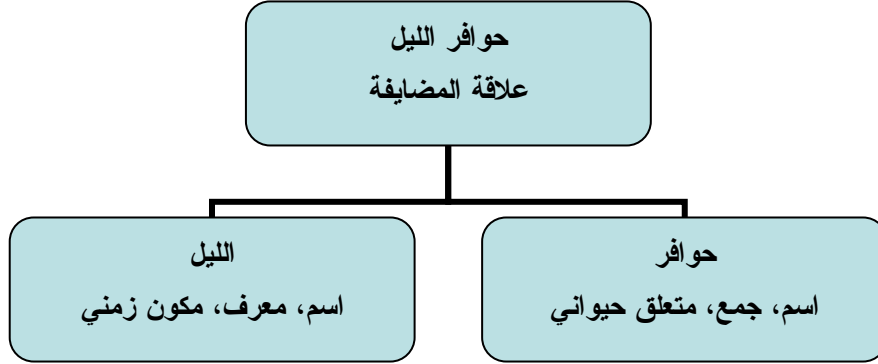 حوافر الليل
علاقة المضايفة
حوافر
اسم، جمع، متعلق حيواني
الليل
اسم، معرف، مكون زمني